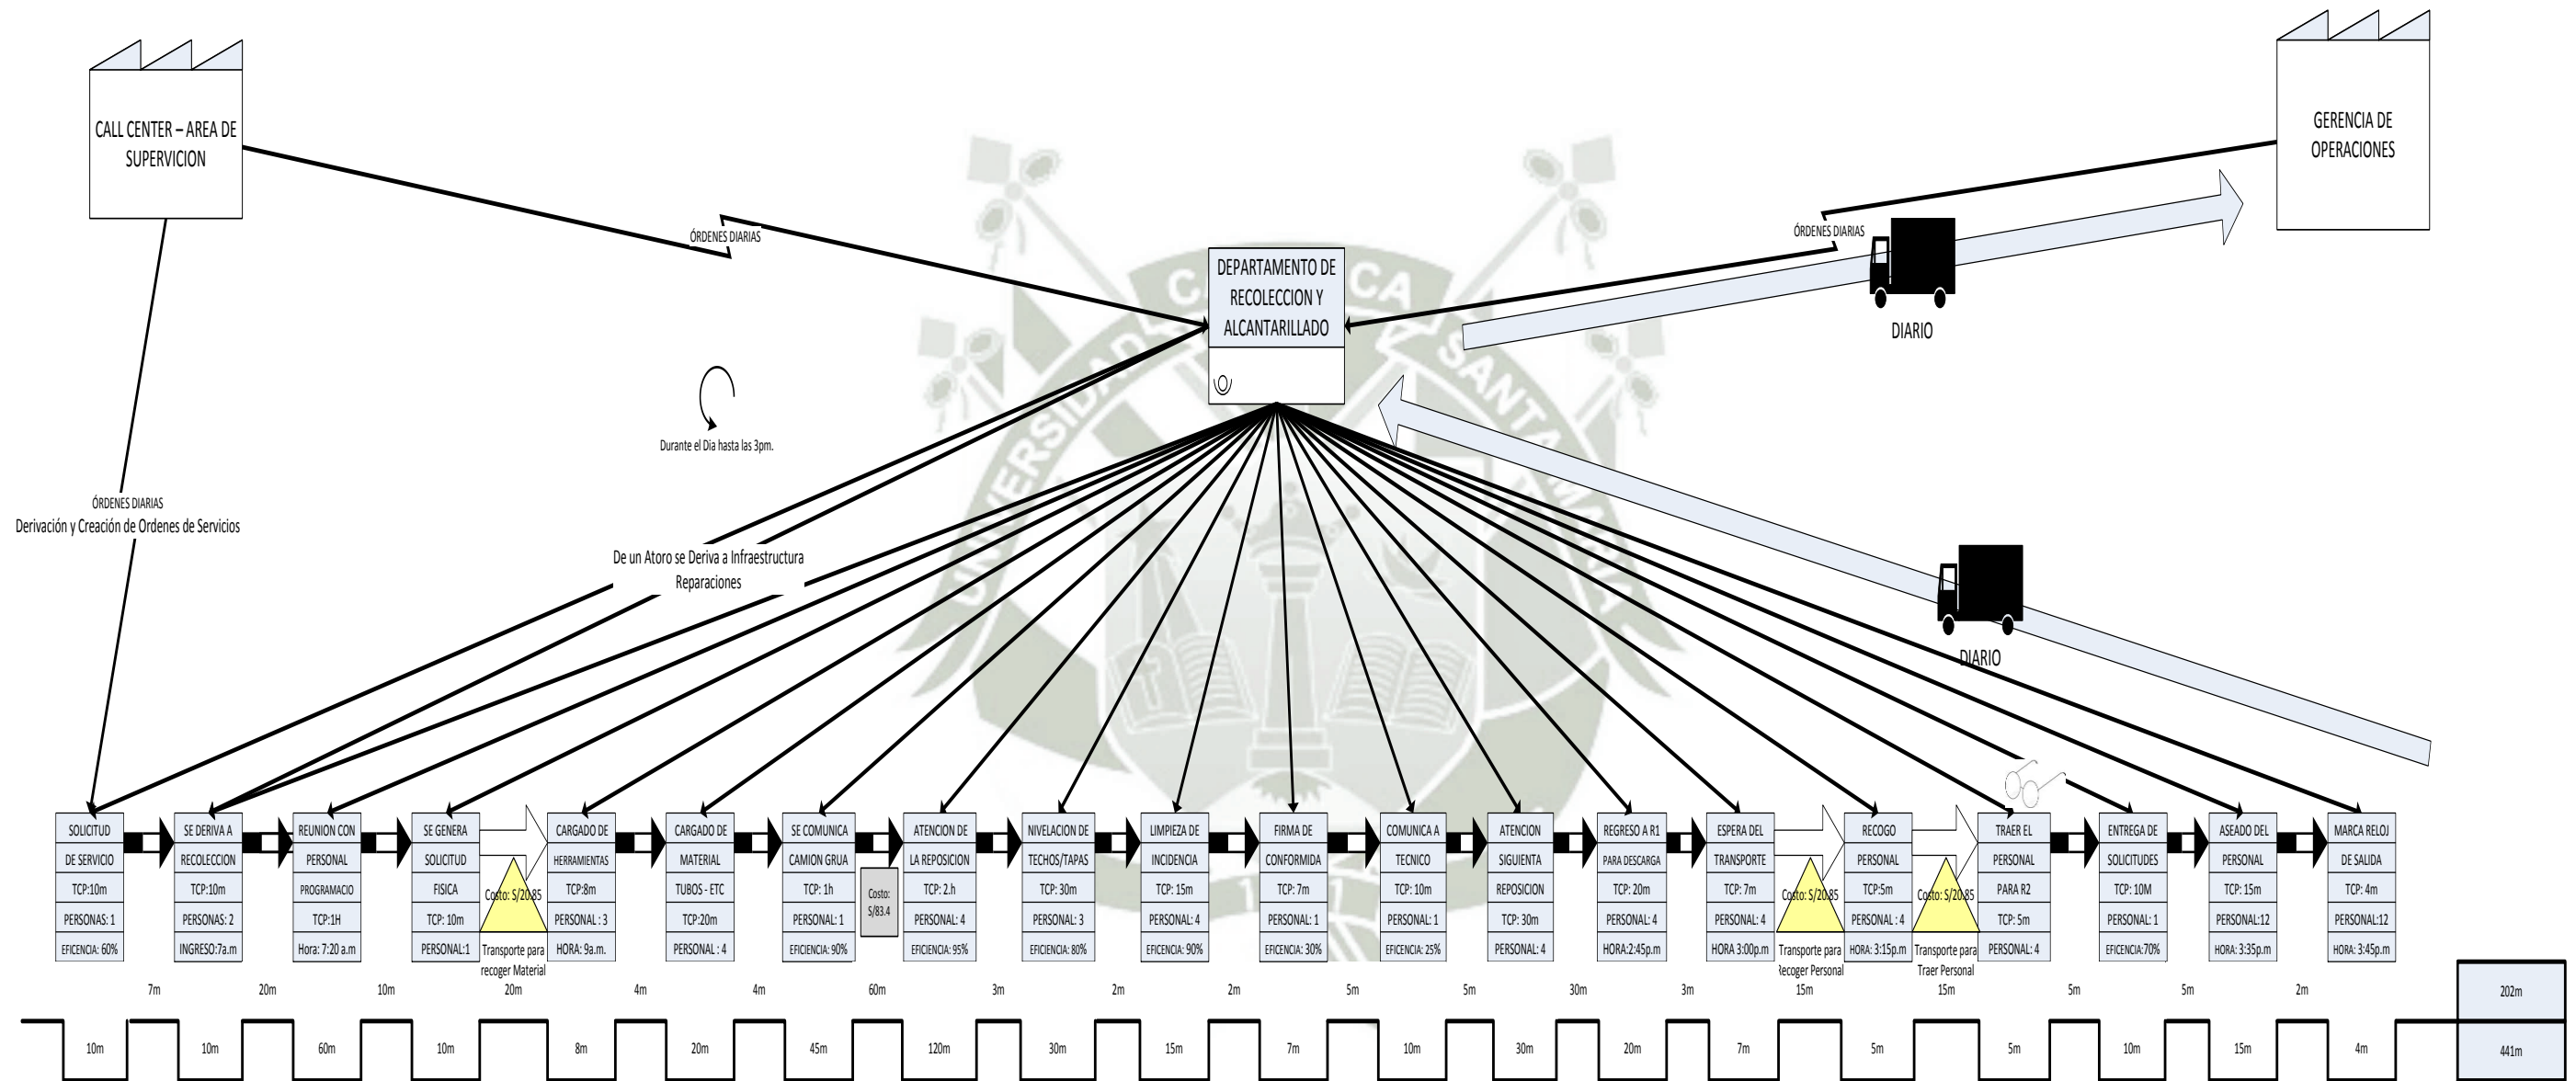 CALL CENTER – AREA DE
SUPERVICION
GERENCIA DE
OPERACIONES
ÓRDENES DIARIAS
ÓRDENES DIARIAS
DEPARTAMENTO DE
RECOLECCION Y
ALCANTARILLADO
DIARIO
Durante el Dia hasta las 3pm.
ÓRDENES DIARIAS
Derivación y Creación de Ordenes de Servicios
De un Atoro se Deriva a Infraestructura
Reparaciones
DIARIO
UNIVERSIDAD CATOLICA SANTA MARIA
SOLICITUD
DE SERVICIO
TCP:10m
PERSONAS: 1
EFICENCIA: 60%
SE DERIVA A
RECOLECCION
TCP:10m
PERSONAS: 2
INGRESO:7a.m
REUNION CON
PERSONAL
PROGRAMACIO
TCP:1H
Hora: 7:20 a.m
SE GENERA
SOLICITUD
FISICA
TCP: 10m
PERSONAL:1
Costo: S/20.85
Transporte para
recoger Material
CARGADO DE
HERRAMIENTAS
TCP:8m
PERSONAL : 3
HORA: 9a.m.
CARGADO DE
MATERIAL
TUBOS - ETC
TCP:20m
PERSONAL : 4
SE COMUNICA
CAMION GRUA
TCP: 1h
PERSONAL: 1
EFICIENCIA: 90%
Costo:
S/83.4
ATENCION DE
LA REPOSICION
TCP: 2.h
PERSONAL: 4
EFICIENCIA: 95%
NIVELACION DE
TECHOS/TAPAS
TCP: 30m
PERSONAL: 3
EFICIENCIA: 80%
LIMPIEZA DE
INCIDENCIA
TCP: 15m
PERSONAL: 4
EFICIENCIA: 90%
FIRMA DE
CONFORMIDA
TCP: 7m
PERSONAL: 1
EFICENCIA: 30%
COMUNICA A
TECNICO
TCP: 10m
PERSONAL: 1
EFICENCIA: 25%
ATENCION
SIGUIENTA
REPOSICION
TCP: 30m
PERSONAL: 4
REGRESO A R1
PARA DESCARGA
TCP: 20m
PERSONAL: 4
HORA:2:45p.m
ESPERA DEL
TRANSPORTE
TCP: 7m
PERSONAL: 4
HORA 3:00p.m
Costo: S/20.85
Transporte para
Recoger Personal
RECOGO
PERSONAL
TCP:5m
PERSONAL : 4
HORA: 3:15p.m
Costo: S/20.85
Transporte para
Traer Personal
TRAER EL
PERSONAL
PARA R2
TCP: 5m
PERSONAL: 4
ENTREGA DE
SOLICITUDES
TCP: 10M
PERSONAL: 1
EFICENCIA:70%
ASEADO DEL
PERSONAL
TCP: 15m
PERSONAL:12
HORA: 3:35p.m
MARCA RELOJ
DE SALIDA
TCP: 4m
PERSONAL:12
HORA: 3:45p.m
7m 20m 10m 20m 4m 4m 60m 3m 2m 2m 5m 5m 30m 3m 15m 15m 5m 5m 2m 202m
10m 10m 60m 10m 8m 20m 45m 120m 30m 15m 7m 10m 30m 20m 7m 5m 5m 10m 15m 4m 441m